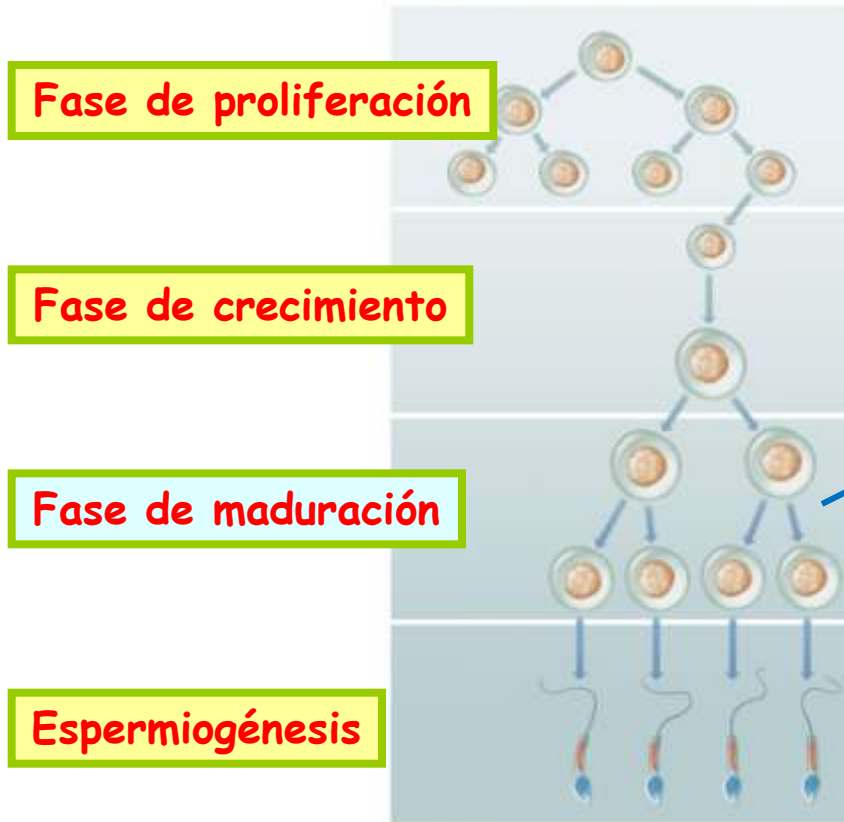 Fase de proliferación
Fase de crecimiento
Fase de maduración
Espermiogénesis